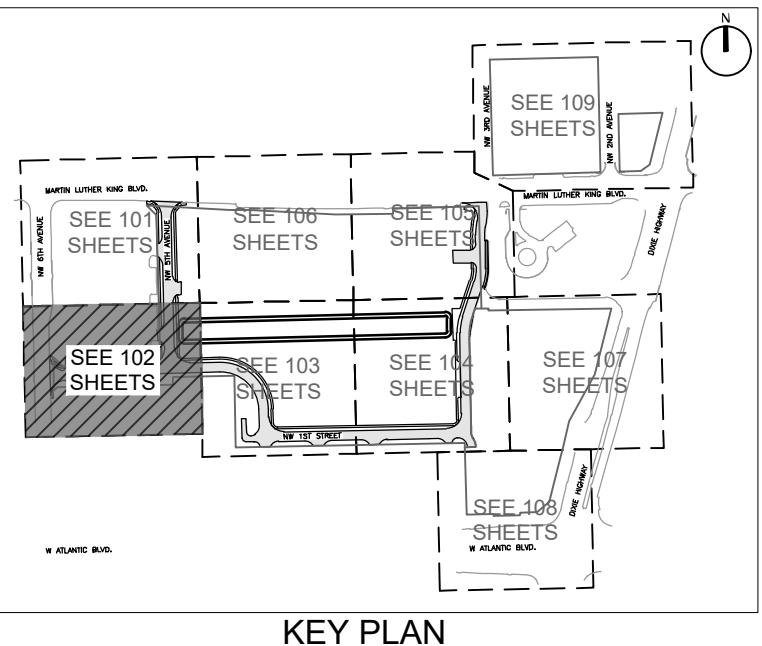 N
NW 3RD AVENUE
SEE 109
SHEETS
NW 2ND AVENUE
MARTIN LUTHER KING BLVD.
MARTIN LUTHER KING BLVD.
NW 6TH AVENUE
SEE 101
SHEETS
NW 5TH AVENUE
SEE 106
SHEETS
SEE 105
SHEETS
DIXIE HIGHWAY
SEE 102
SHEETS
SEE 103
SHEETS
SEE 104
SHEETS
SEE 107
SHEETS
NW 1ST STREET
SEE 108
SHEETS
DIXIE HIGHWAY
W ATLANTIC BLVD.
W ATLANTIC BLVD.
KEY PLAN